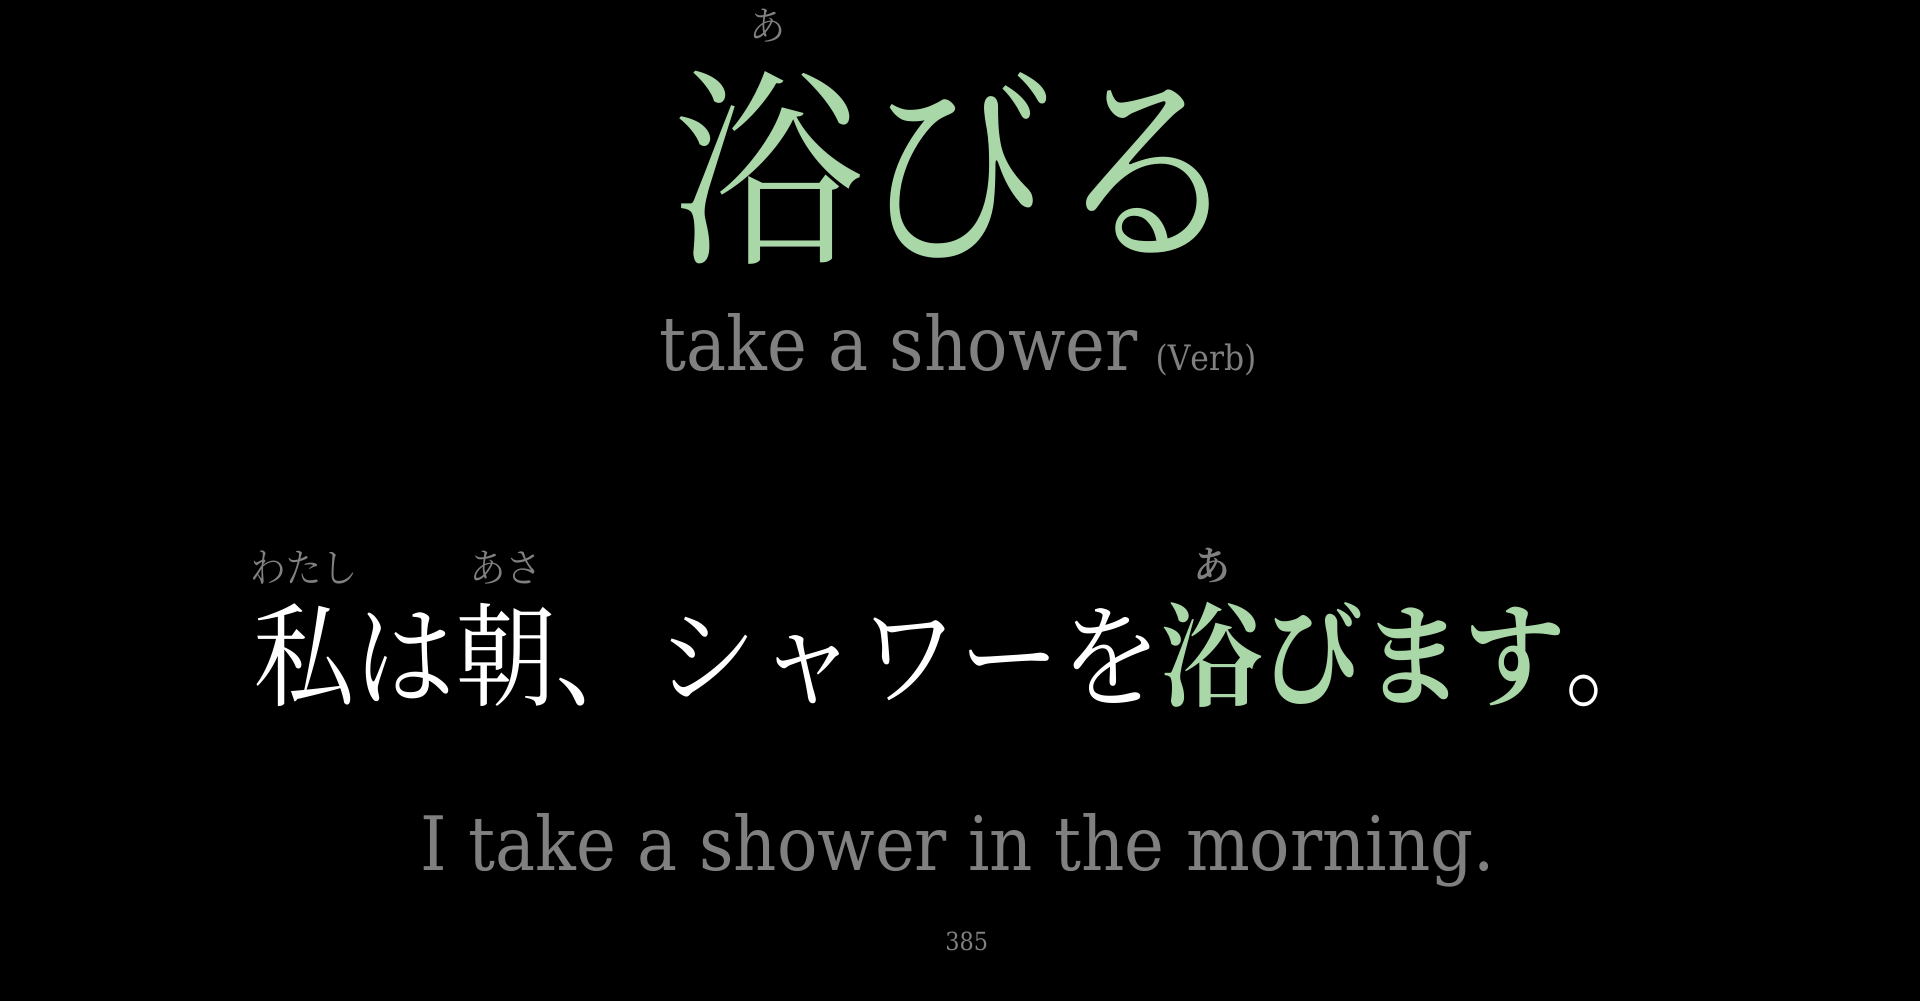 あ
浴びる
take a shower (Verb)
わたし あさ あ
私は朝、シャワーを浴びます。
I take a shower in the morning.
385